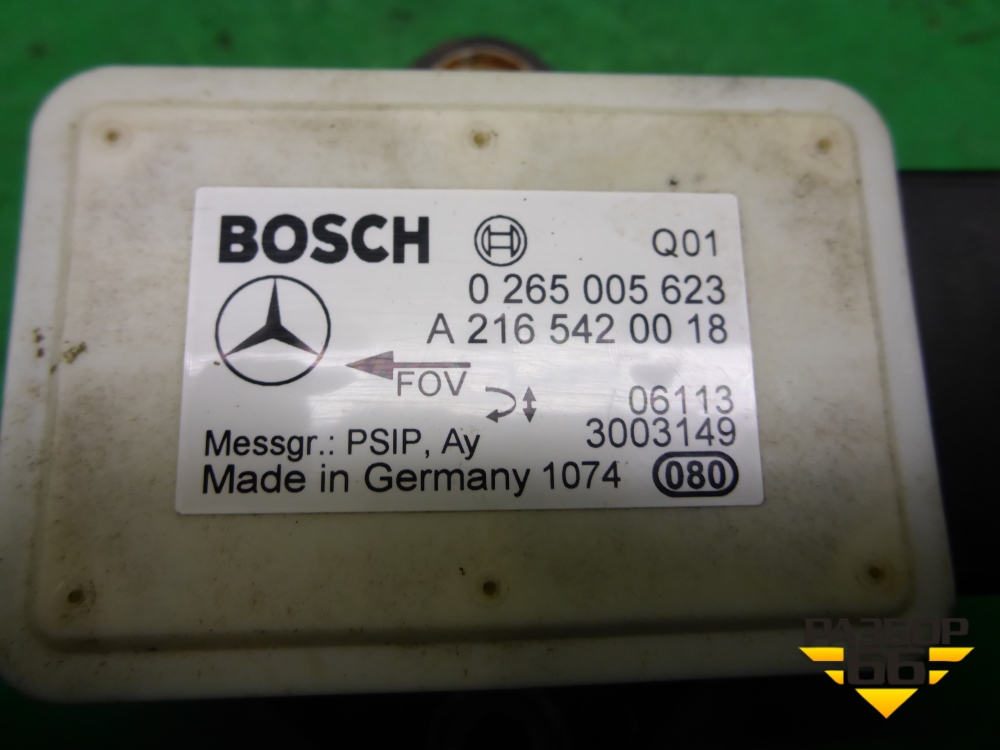 BOSCH
Q01
0 265 005 623
A 216 542 00 18
FOV
06113
3003149
Messgr.: PSIP, Ay
Made in Germany 1074 080
РАЗБОР
66